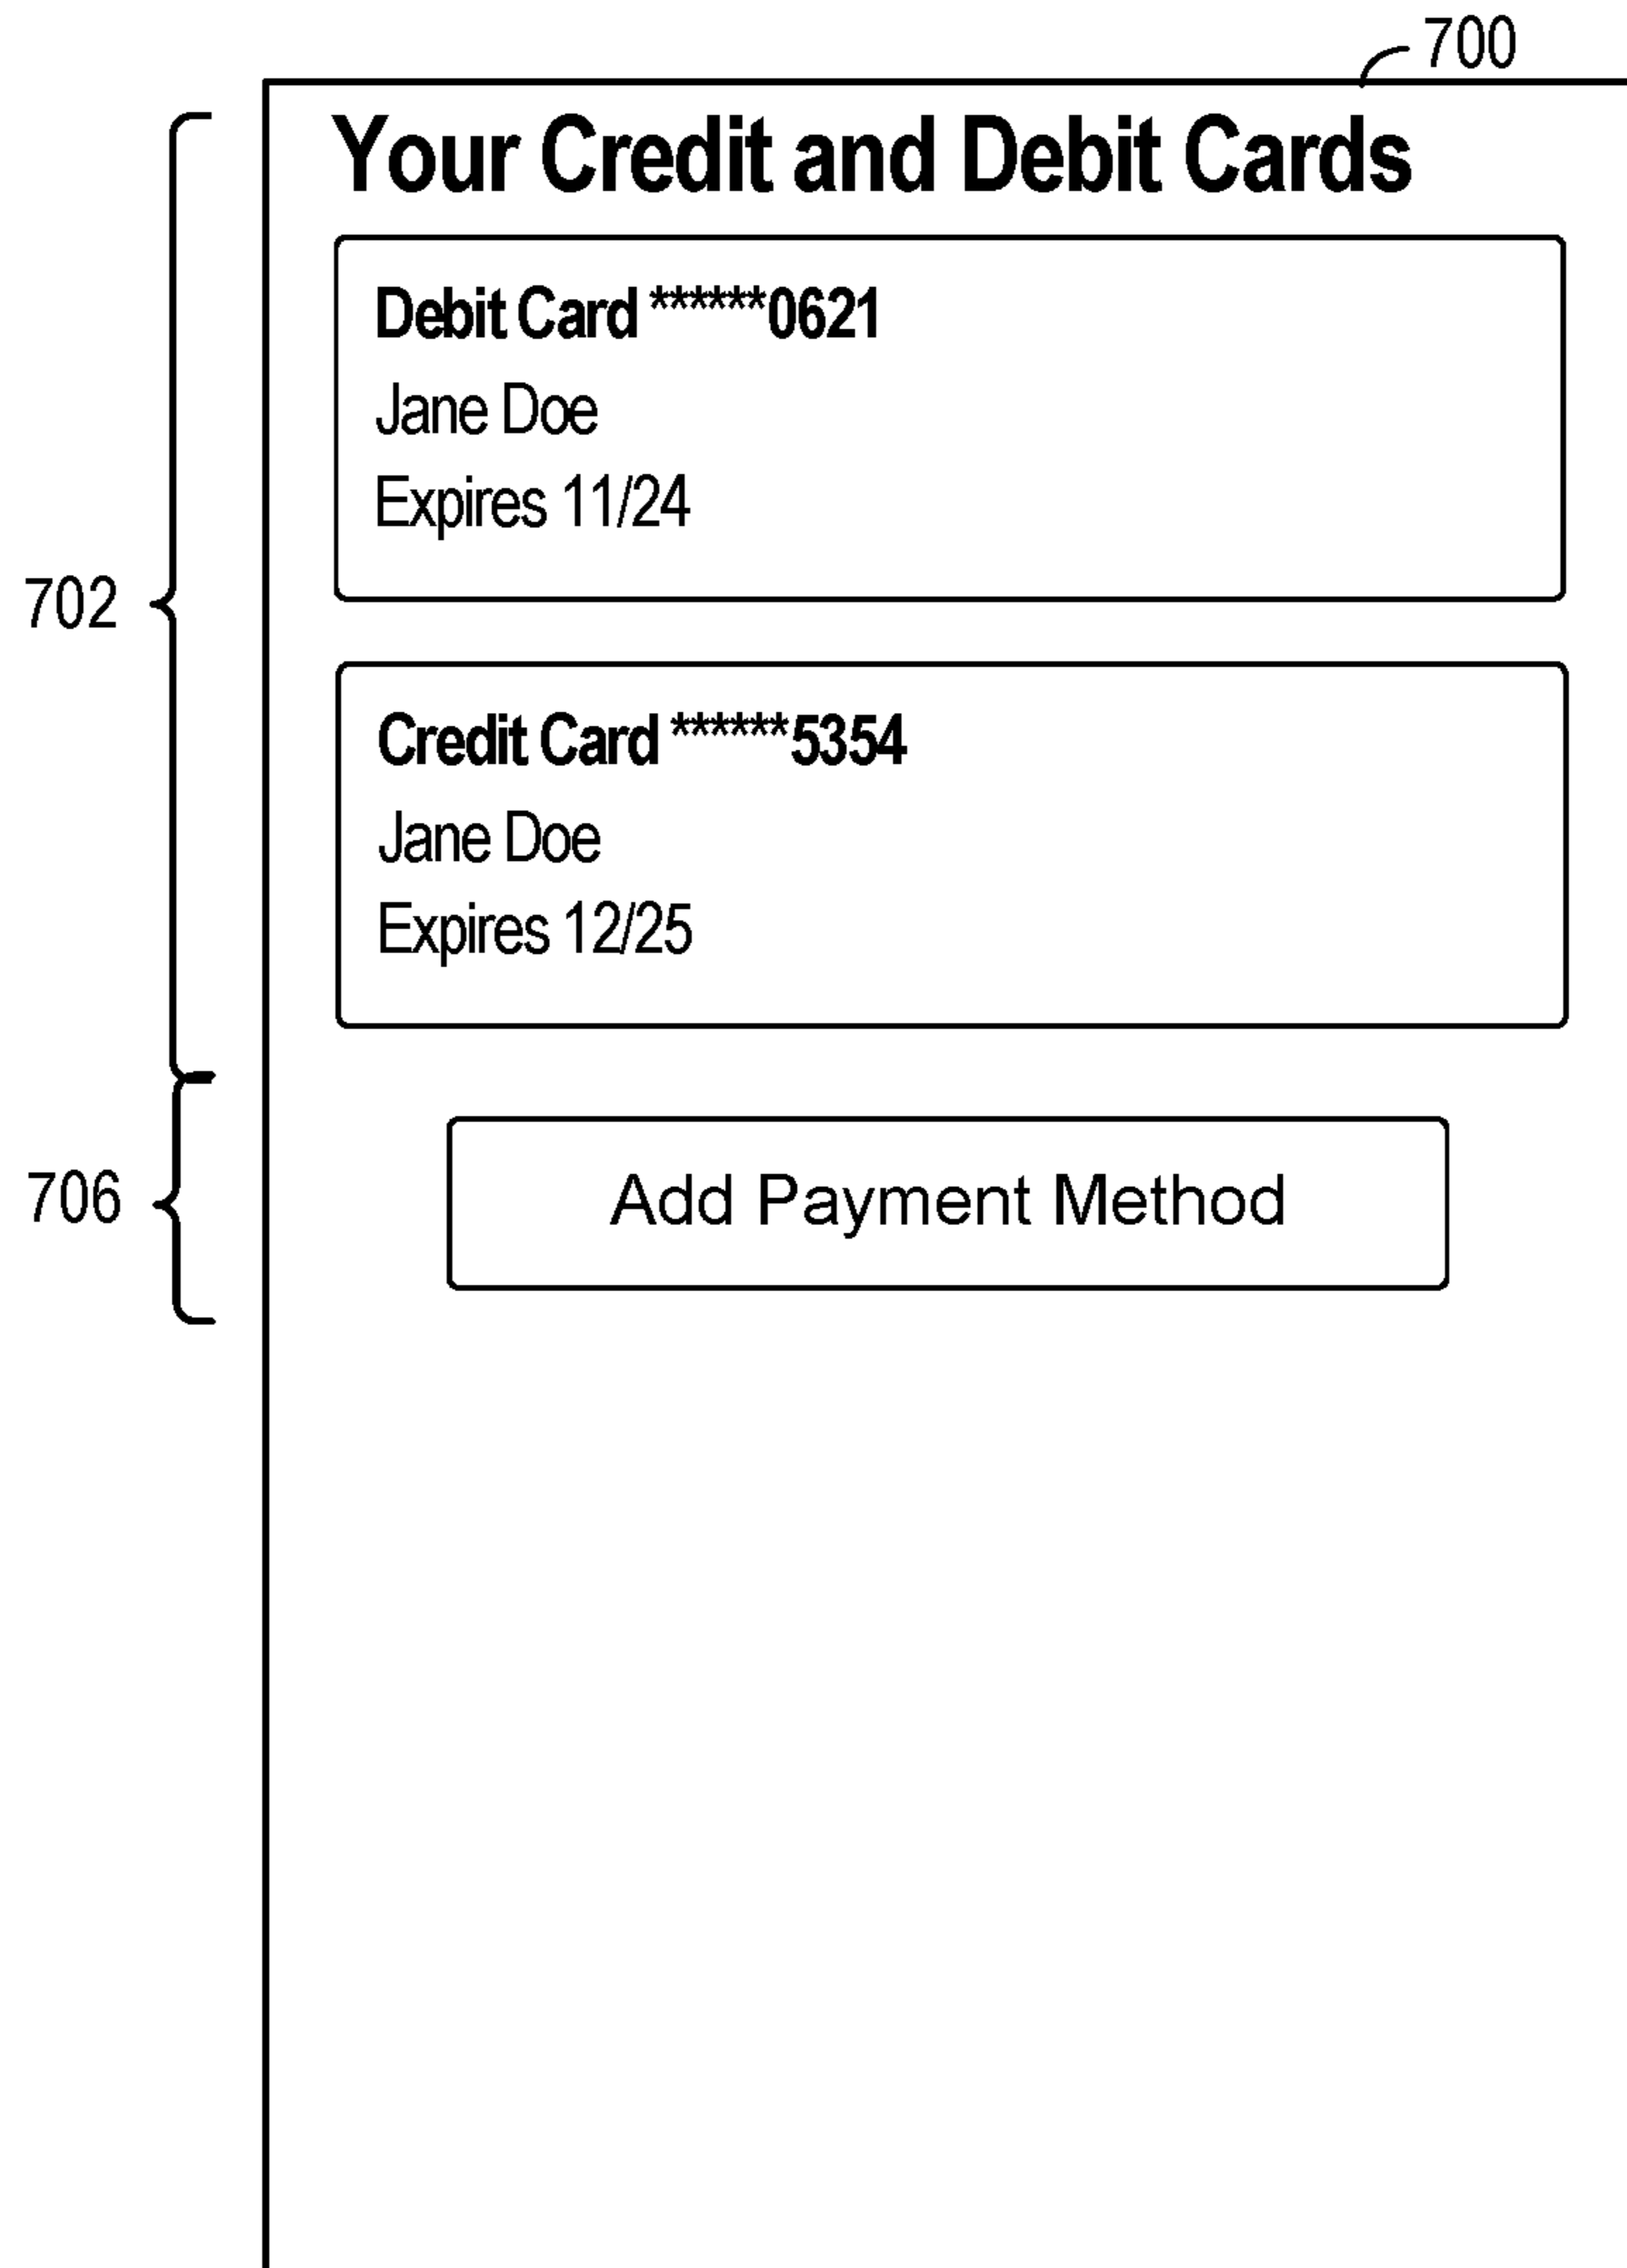 700
Your Credit and Debit Cards
Debit Card ******0621
Jane Doe
Expires 11/24
702
Credit Card ******5354
Jane Doe
Expires 12/25
706
Add Payment Method